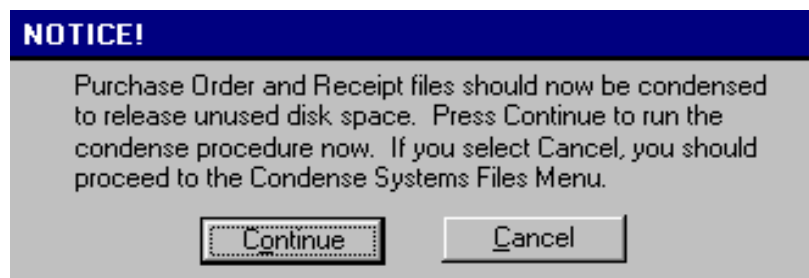 NOTICE!
Purchase Order and Receipt files should now be condensed
to release unused disk space.  Press Continue to run the
condense procedure now.  If you select Cancel, you should
proceed to the Condense Systems Files Menu.
Continue
Cancel